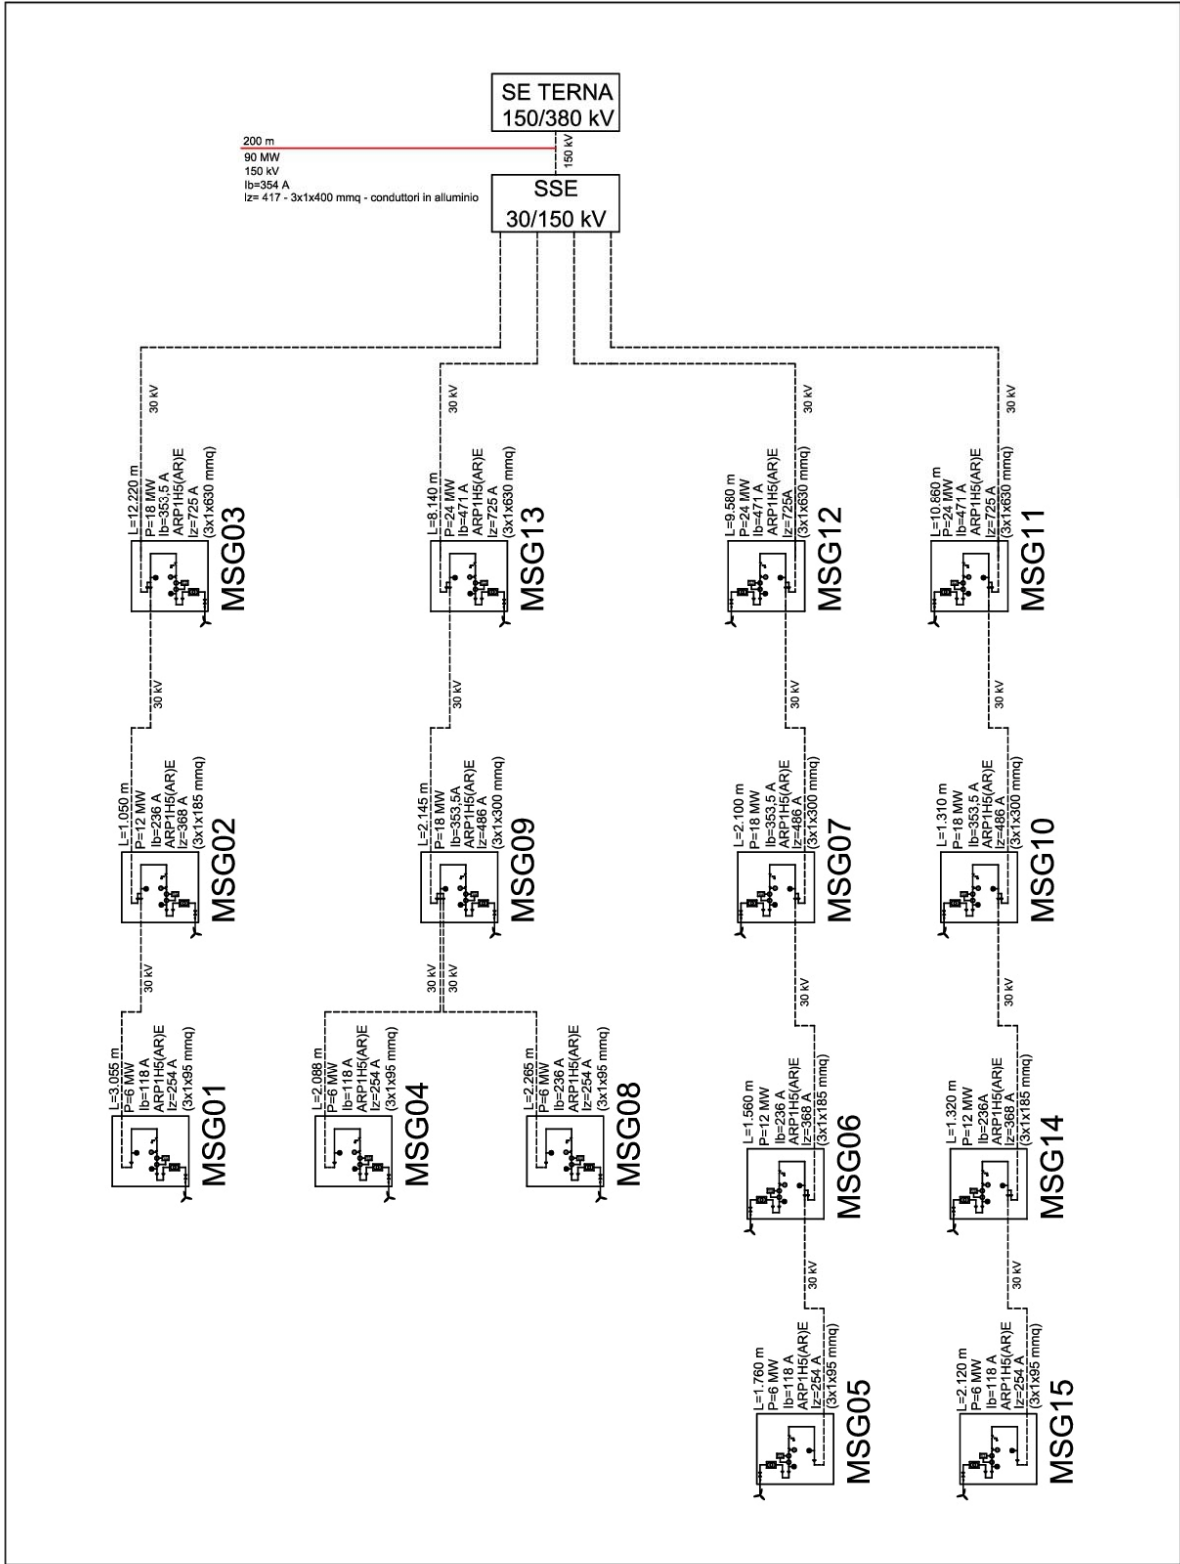 SE TERNA
150/380 kV
150 kV
200 m
90 MW
150 kV
Ib=354 A
Iz= 417 - 3x1x400 mmq - conduttori in alluminio
SSE
30/150 kV
30 kV
30 kV
30 kV
30 kV
L=12.220 m
P=18 MW
Ib=353,5 A
ARP1H5(AR)E
Iz=725 A
(3x1x630 mmq)
MSG03
L=8.140 m
P=24 MW
Ib=471 A
ARP1H5(AR)E
Iz=725 A
(3x1x630 mmq)
MSG13
L=9.580 m
P=24 MW
Ib=471 A
ARP1H5(AR)E
Iz=725A
(3x1x630 mmq)
MSG12
L=10.860 m
P=24 MW
Ib=471 A
ARP1H5(AR)E
Iz=725 A
(3x1x630 mmq)
MSG11
30 kV
30 kV
30 kV
30 kV
L=1.050 m
P=12 MW
Ib=236 A
ARP1H5(AR)E
Iz=368 A
(3x1x185 mmq)
MSG02
L=2.145 m
P=18 MW
Ib=353,5A
ARP1H5(AR)E
Iz=486 A
(3x1x300 mmq)
MSG09
L=2.100 m
P=18 MW
Ib=353,5 A
ARP1H5(AR)E
Iz=486 A
(3x1x300 mmq)
MSG07
L=1.310 m
P=18 MW
Ib=353,5 A
ARP1H5(AR)E
Iz=486 A
(3x1x300 mmq)
MSG10
30 kV
30 kV
30 kV
30 kV
30 kV
L=3.055 m
P=6 MW
Ib=118 A
ARP1H5(AR)E
Iz=254 A
(3x1x95 mmq)
MSG01
L=2.088 m
P=6 MW
Ib=118 A
ARP1H5(AR)E
Iz=254 A
(3x1x95 mmq)
MSG04
L=2.265 m
P=6 MW
Ib=236 A
ARP1H5(AR)E
Iz=254 A
(3x1x95 mmq)
MSG08
L=1.560 m
P=12 MW
Ib=236 A
ARP1H5(AR)E
Iz=368 A
(3x1x185 mmq)
MSG06
L=1.320 m
P=12 MW
Ib=236A
ARP1H5(AR)E
Iz=368 A
(3x1x185 mmq)
MSG14
30 kV
30 kV
L=1.760 m
P=6 MW
Ib=118 A
ARP1H5(AR)E
Iz=254 A
(3x1x95 mmq)
MSG05
L=2.120 m
P=6 MW
Ib=118 A
ARP1H5(AR)E
Iz=254 A
(3x1x95 mmq)
MSG15